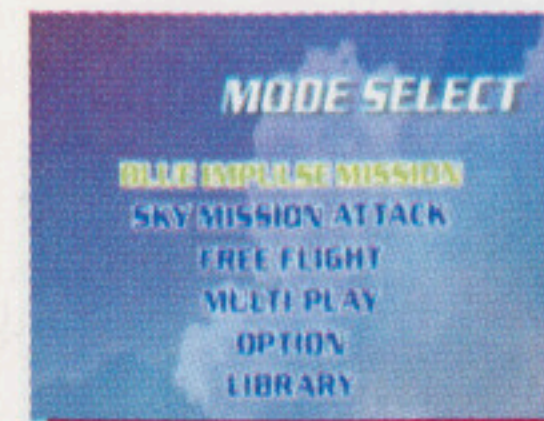 MODE SELECT
BLUE IMPULSE MISSION
SKY MISSION ATTACK
FREE FLIGHT
MULTI PLAY
OPTION
LIBRARY